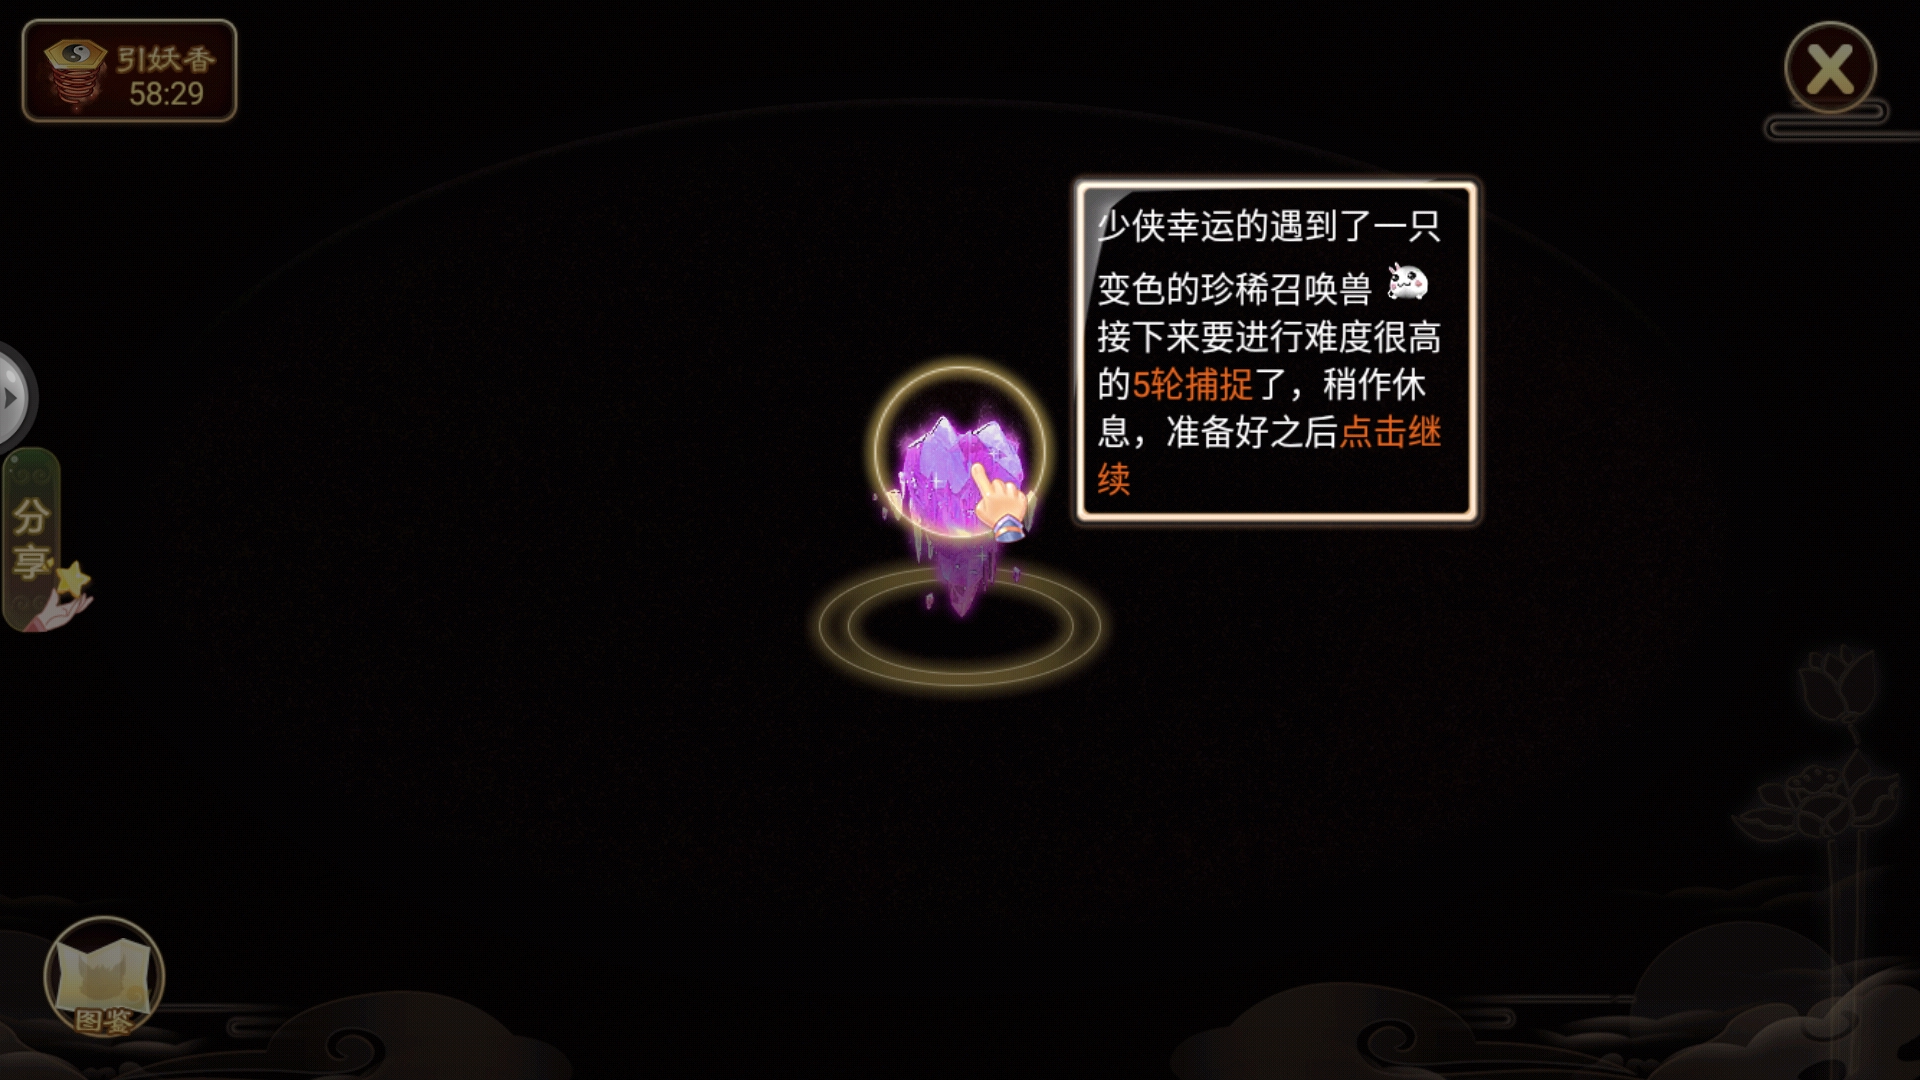 引妖香
58:29
少侠幸运的遇到了一只
变色的珍稀召唤兽
接下来要进行难度很高
的5轮捕捉了，稍作休
息，准备好之后点击继
续
分享
图鉴